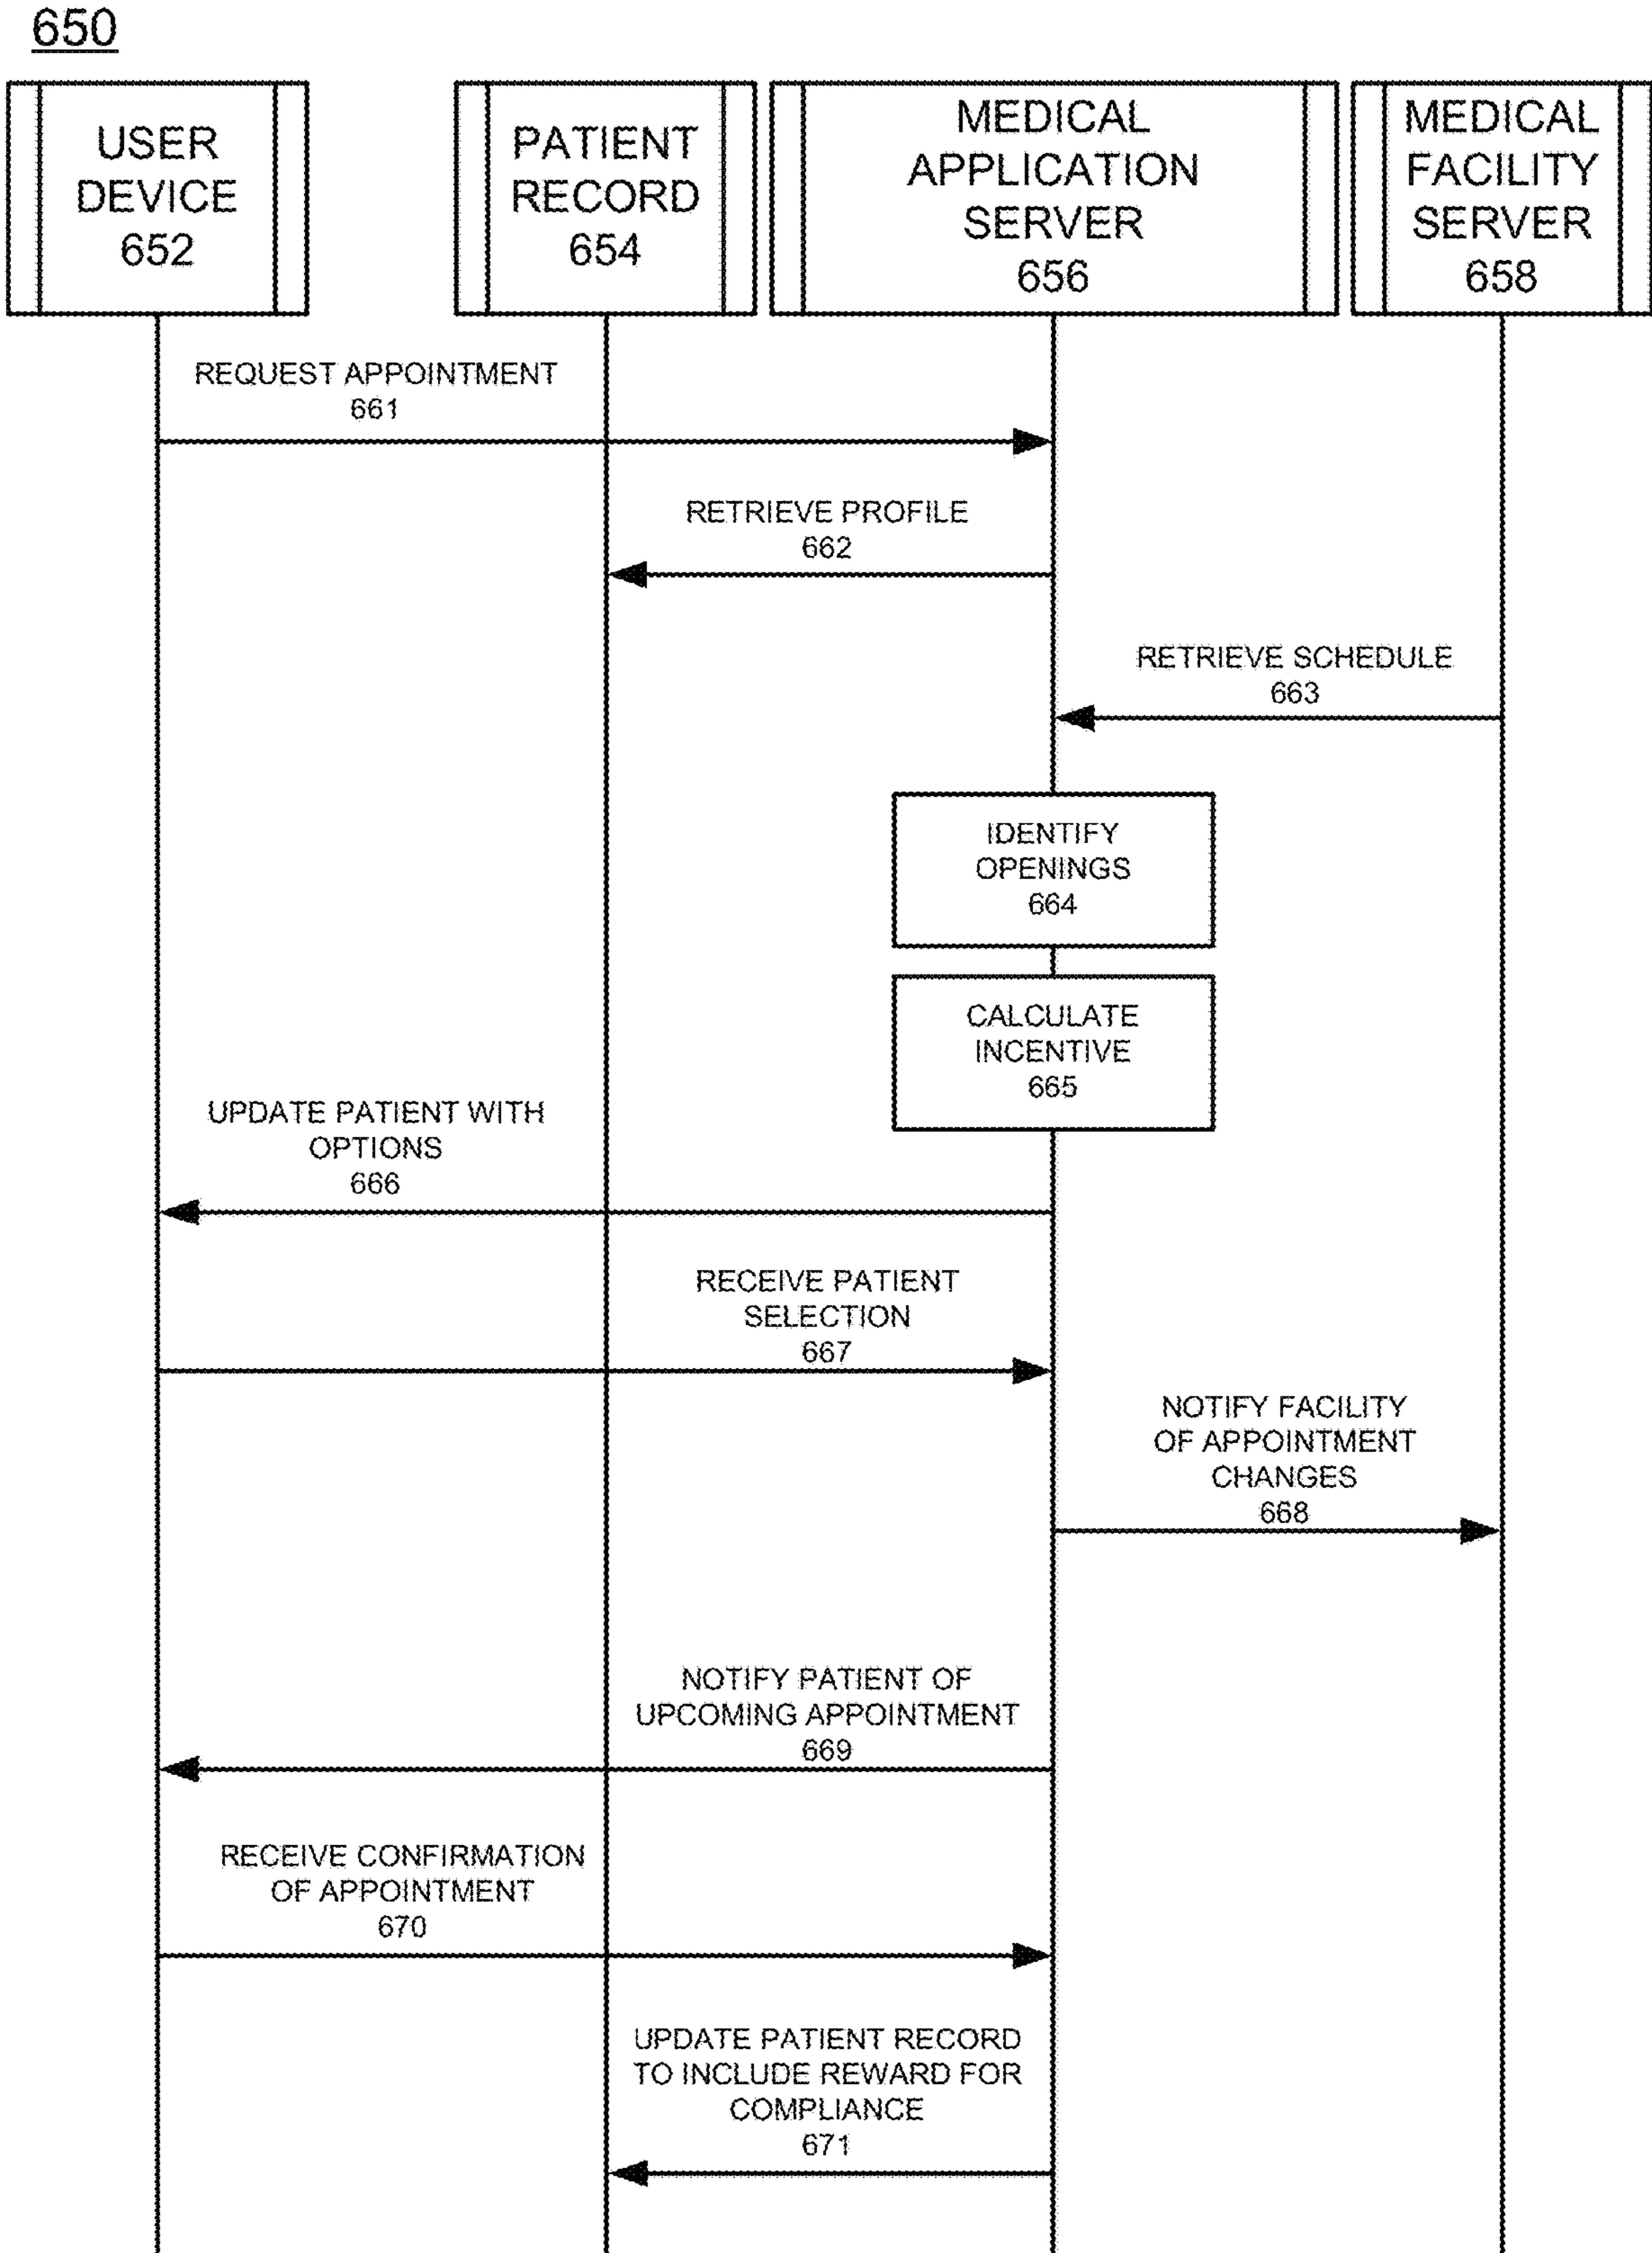 650
USER
DEVICE
652
PATIENT
RECORD
654
MEDICAL
APPLICATION
SERVER
656
MEDICAL
FACILITY
SERVER
658
REQUEST APPOINTMENT
661
RETRIEVE PROFILE
662
RETRIEVE SCHEDULE
663
IDENTIFY
OPENINGS
664
CALCULATE
INCENTIVE
665
UPDATE PATIENT WITH
OPTIONS
666
RECEIVE PATIENT
SELECTION
667
NOTIFY FACILITY
OF APPOINTMENT
CHANGES
668
NOTIFY PATIENT OF
UPCOMING APPOINTMENT
669
RECEIVE CONFIRMATION
OF APPOINTMENT
670
UPDATE PATIENT RECORD
TO INCLUDE REWARD FOR
COMPLIANCE
671